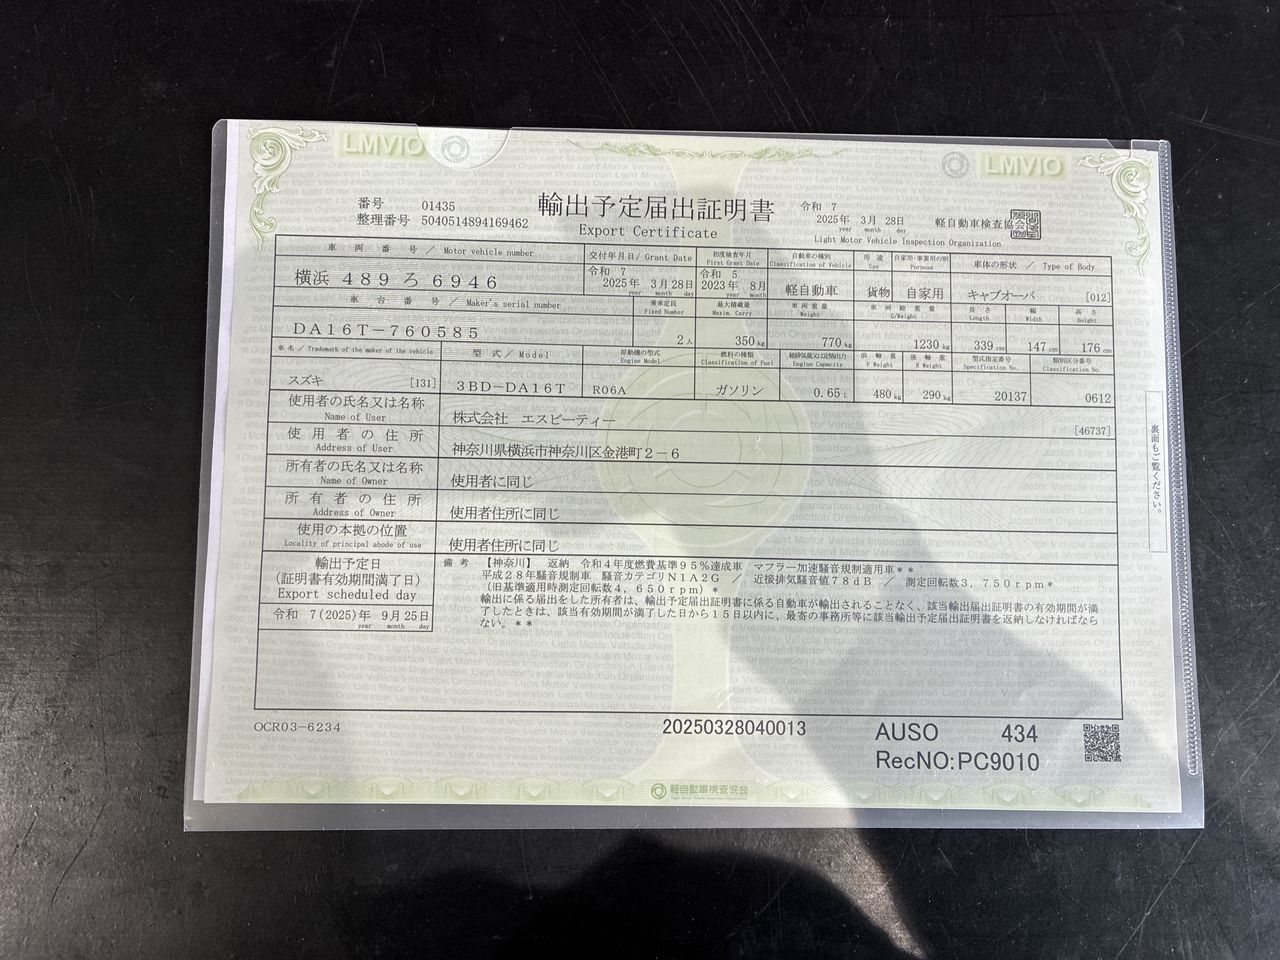 LMVIO
LMVIO
番号 01435
整理番号 5040514894169462
輸出予定届出証明書
Export Certificate
令和 7
2025年 3月 28日
year month day
軽自動車検査協会
Light Motor Vehicle Inspection Organization
車両番号 / Motor vehicle number
交付年月日/ Grant Date
初度検査年月
First Grant Date
自動車の種別
Classification of Vehicle
用途
Use
自家用・事業用の別
Purpose
車体の形状 / Type of Body
横浜 489 ろ 6946
令和 7
2025年 3月 28日
year month day
令和 5
2023年 8月
year month
軽自動車
貨物
自家用
キャブオーバ [012]
車台番号 / Maker's serial number
乗車定員
Fixed Number
最大積載量
Maxim. Carry
車両重量
Weight
車両総重量
G/Weight
長さ
Length
幅
Width
高さ
Height
DA16T-760585
2人
350kg
770kg
1230kg
339cm
147cm
176cm
車名/Trademark of the maker of the vehicle
型式/Model
原動機の型式
Engine Model
燃料の種類
Classification of Fuel
総排気量又は定格出力
Engine Capacity
前軸重
F Weight
後軸重
R Weight
型式指定番号
Specification No.
類別区分番号
Classification No.
スズキ [131]
3BD-DA16T
R06A
ガソリン
0.65L
480kg
290kg
20137
0612
使用者の氏名又は名称
Name of User
株式会社 エスビーティー
[46737]
使用者の住所
Address of User
神奈川県横浜市神奈川区金港町2-6
所有者の氏名又は名称
Name of Owner
使用者に同じ
所有者の住所
Address of Owner
使用者住所に同じ
使用の本拠の位置
Locality of principal abode of use
使用者住所に同じ
輸出予定日
(証明書有効期間満了日)
Export scheduled day
令和 7(2025)年 9月25日
year month day
備考 【神奈川】 返納 令和4年度燃費基準95%達成車 マフラー加速騒音規制適用車**
平成28年騒音規制車 騒音カテゴリN1A2G / 近接排気騒音値78dB / 測定回転数3,750rpm*
(旧基準適用時測定回転数4,650rpm)*
輸出に係る届出をした所有者は、輸出予定届出証明書に係る自動車が輸出されることなく、該当輸出届出証明書の有効期間が満
了したときは、該当有効期間が満了した日から15日以内に、最寄の事務所等に該当輸出予定届出証明書を返納しなければなら
ない。**
裏面もご覧ください。
OCR03-6234
20250328040013
AUSO 434
RecNO:PC9010
軽自動車検査協会
Light Motor Vehicle Inspection Organization